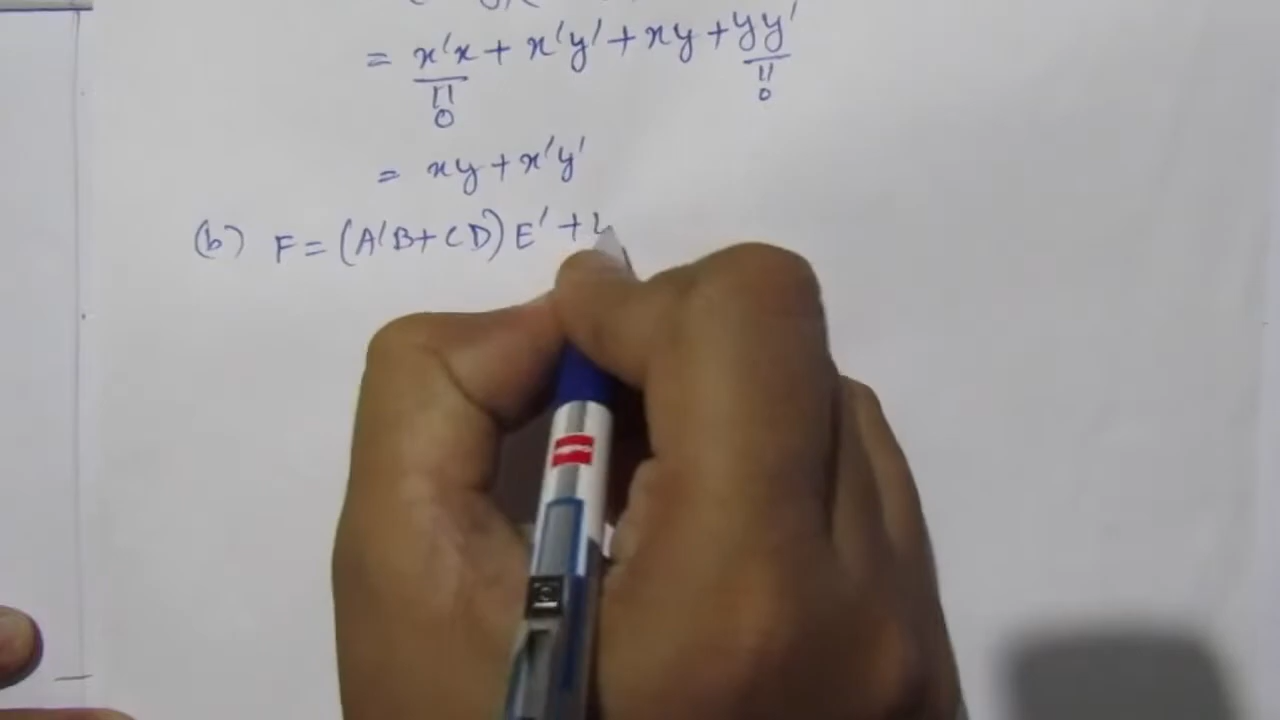 = x'x + x'y' + xy + yy'
0 0
= xy + x'y'
(b) F = (A'B + CD) E' +